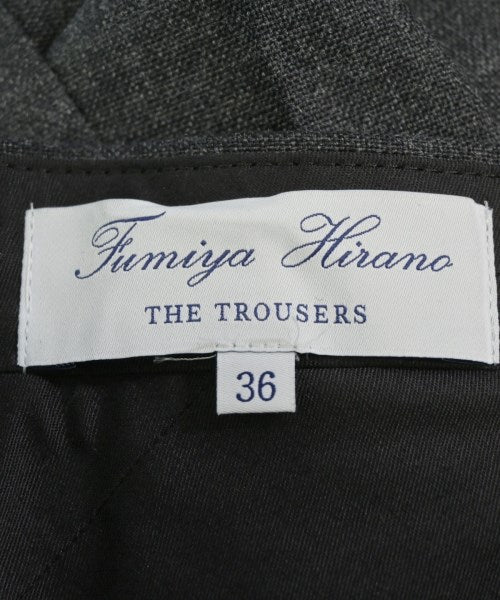 Fumiya Hirano
THE TROUSERS
36